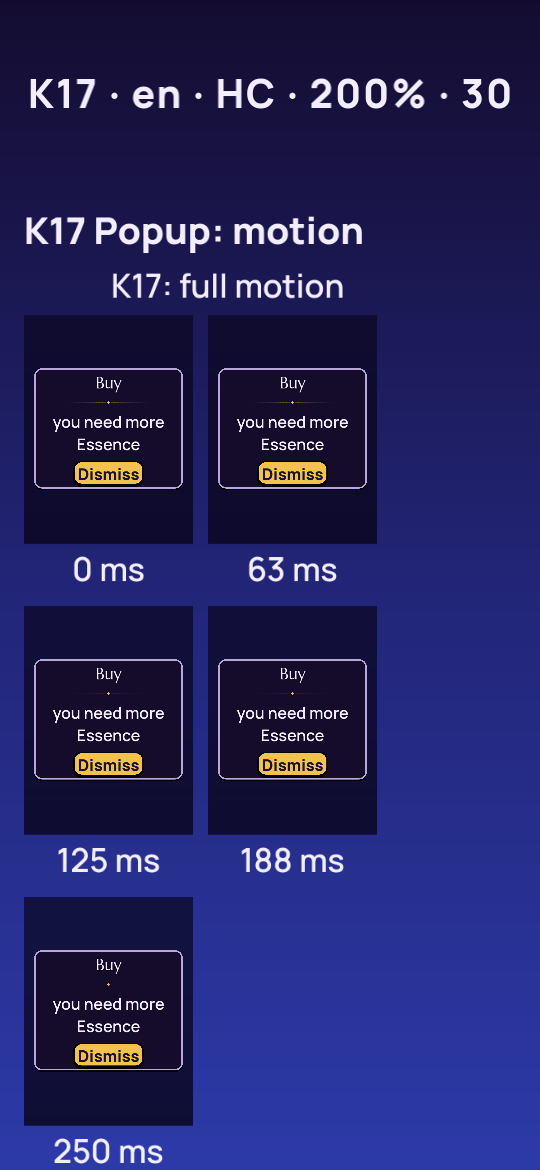 K17 · en · HC · 200% · 30
K17 Popup: motion
K17: full motion
Buy
you need more
Essence
Dismiss
0 ms
Buy
you need more
Essence
Dismiss
63 ms
Buy
you need more
Essence
Dismiss
125 ms
Buy
you need more
Essence
Dismiss
188 ms
Buy
you need more
Essence
Dismiss
250 ms